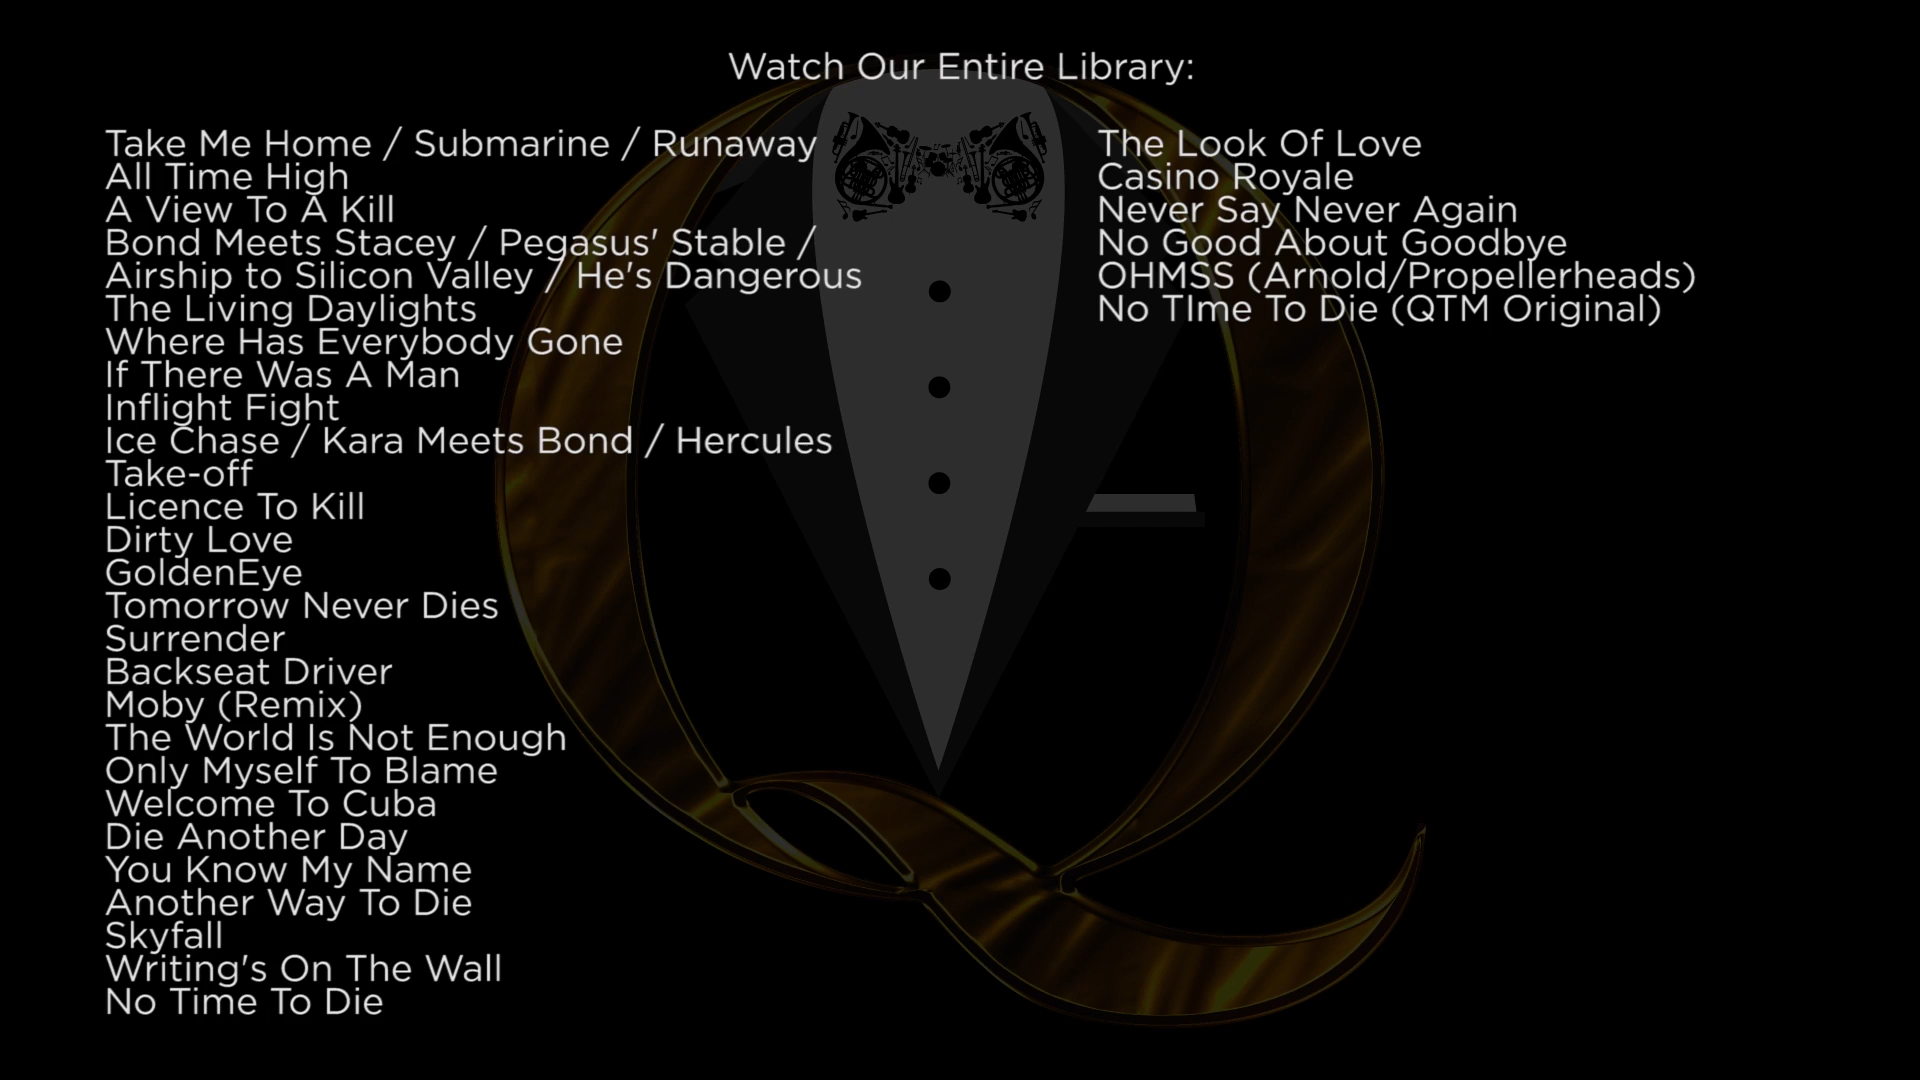 Watch Our Entire Library:
Take Me Home / Submarine / Runaway
All Time High
A View To A Kill
Bond Meets Stacey / Pegasus' Stable /
Airship to Silicon Valley / He's Dangerous
The Living Daylights
Where Has Everybody Gone
If There Was A Man
Inflight Fight
Ice Chase / Kara Meets Bond / Hercules
Take-off
Licence To Kill
Dirty Love
GoldenEye
Tomorrow Never Dies
Surrender
Backseat Driver
Moby (Remix)
The World Is Not Enough
Only Myself To Blame
Welcome To Cuba
Die Another Day
You Know My Name
Another Way To Die
Skyfall
Writing's On The Wall
No Time To Die
The Look Of Love
Casino Royale
Never Say Never Again
No Good About Goodbye
OHMSS (Arnold/Propellerheads)
No TIme To Die (QTM Original)